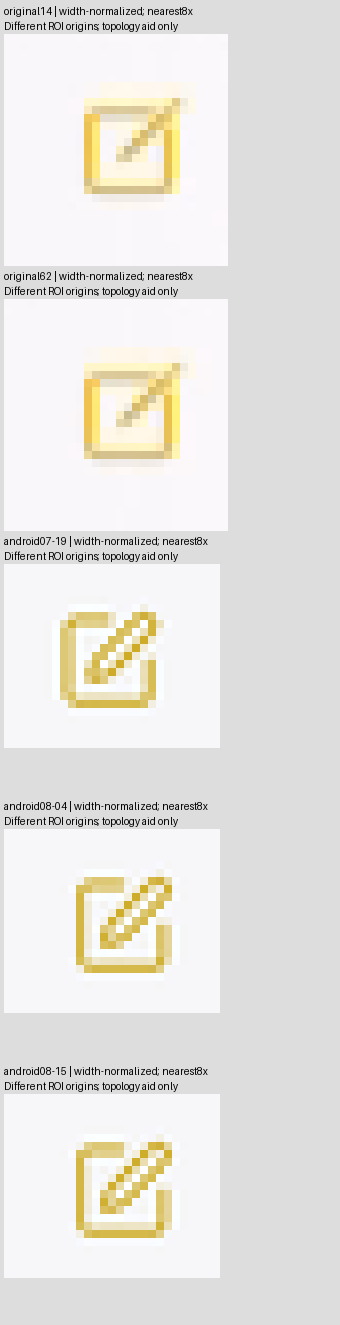 original14 | width-normalized; nearest8x
Different ROI origins; topology aid only
original62 | width-normalized; nearest8x
Different ROI origins; topology aid only
android07-19 | width-normalized; nearest8x
Different ROI origins; topology aid only
android08-04 | width-normalized; nearest8x
Different ROI origins; topology aid only
android08-15 | width-normalized; nearest8x
Different ROI origins; topology aid only